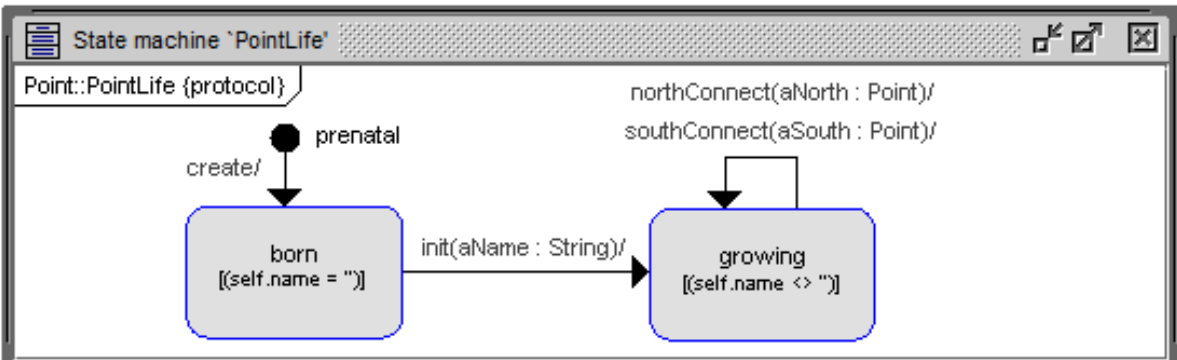 State machine `PointLife'
Point::PointLife {protocol}
northConnect(aNorth : Point)/
southConnect(aSouth : Point)/
prenatal
create/
born
[(self.name = '')]
init(aName : String)/
growing
[(self.name <> '')]